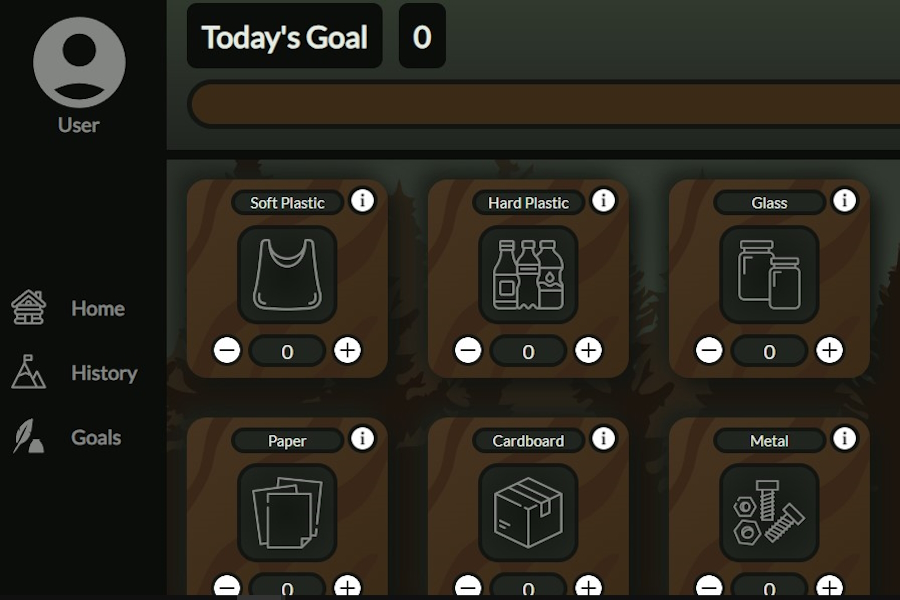 Today's Goal 0
User
Soft Plastic i Hard Plastic i Glass i
Home
− 0 + − 0 + − 0 +
History
Goals
Paper i Cardboard i Metal i
− 0 + − 0 + − 0 +